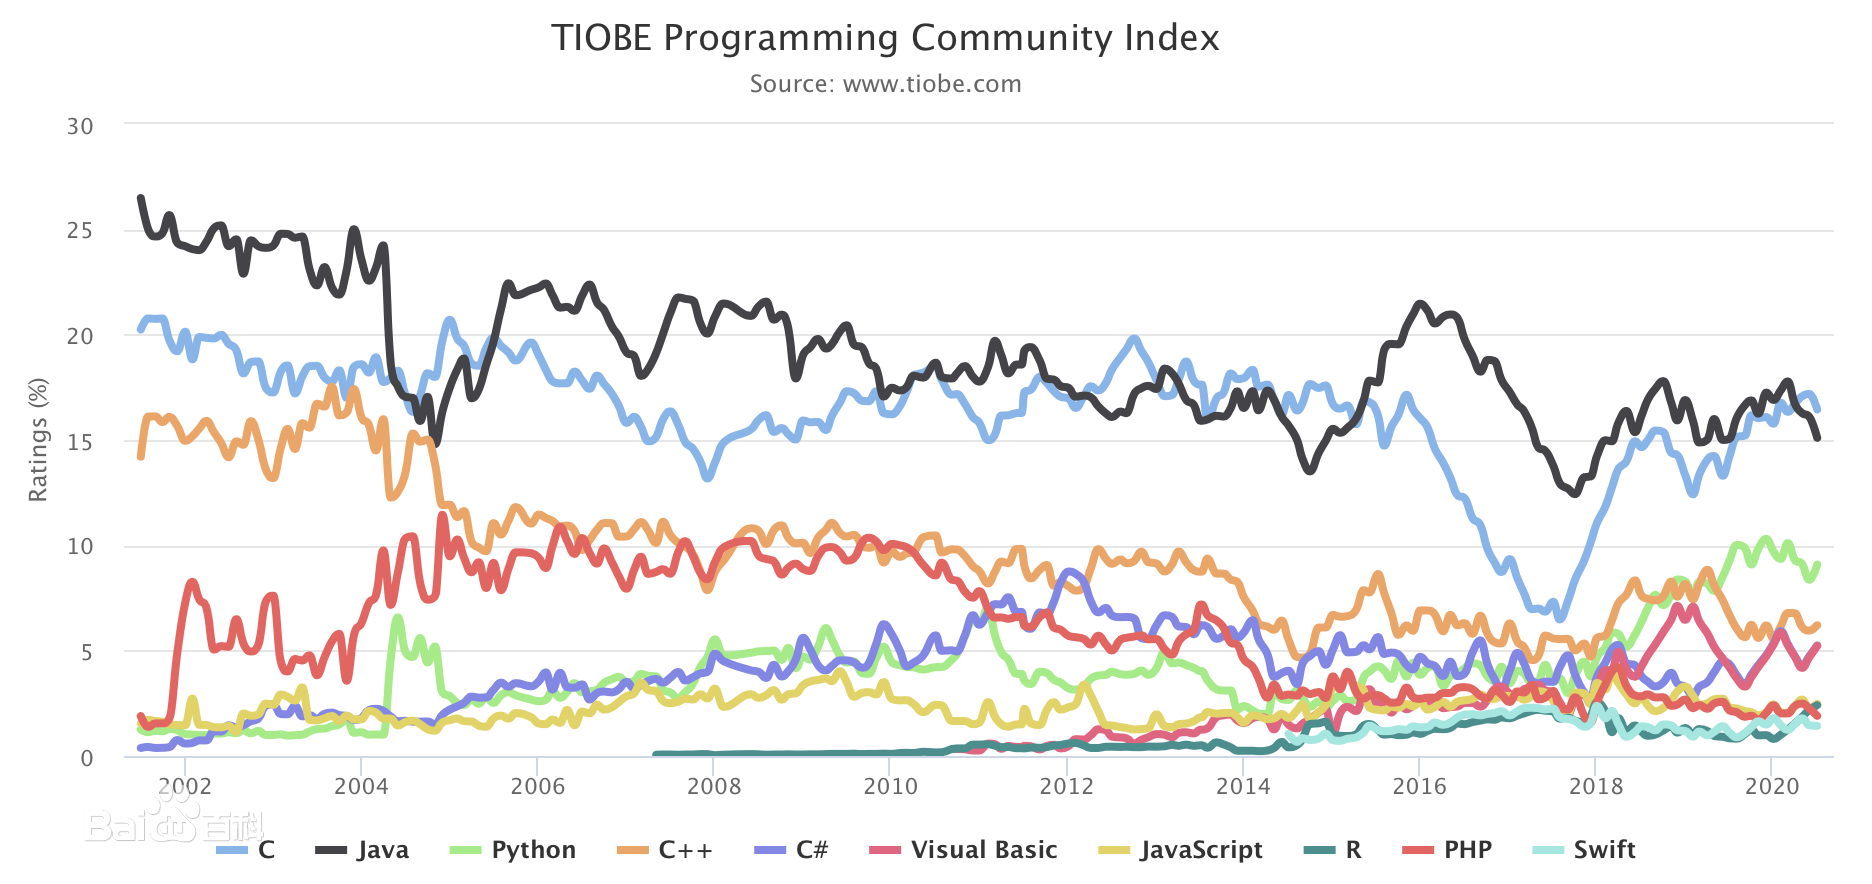 TIOBE Programming Community Index
Source: www.tiobe.com
30
25
20
15
10
5
0
Ratings (%)
2002 2004 2006 2008 2010 2012 2014 2016 2018 2020
Baidu百科
C Java Python C++ C# Visual Basic JavaScript R PHP Swift